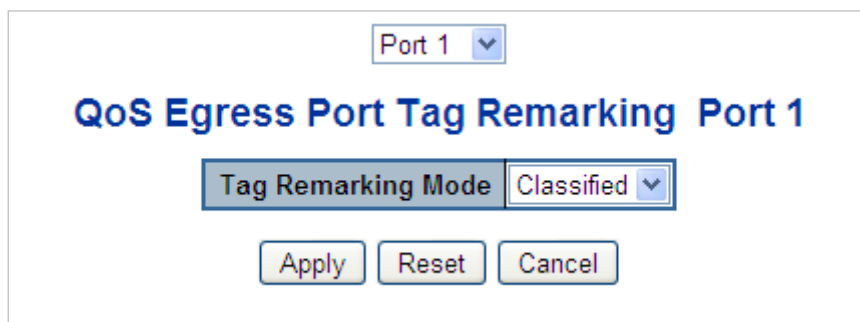 Port 1
QoS Egress Port Tag Remarking Port 1
Tag Remarking Mode Classified
Apply Reset Cancel